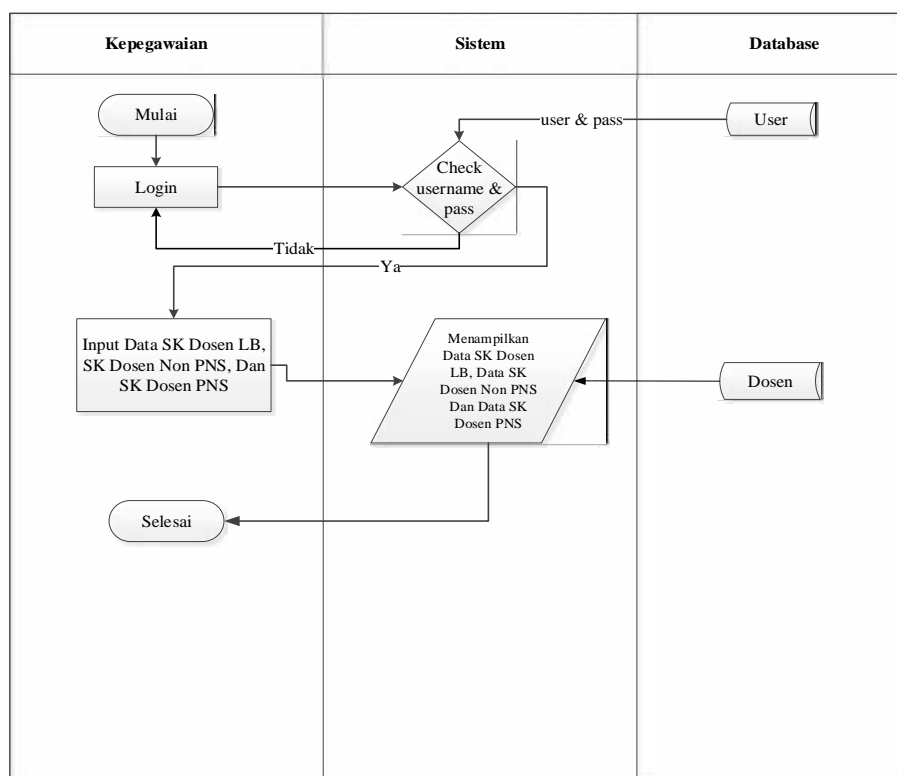 Kepegawaian
Sistem
Database
Mulai
user & pass
User
Login
Check
username &
pass
Tidak
Ya
Input Data SK Dosen LB,
SK Dosen Non PNS, Dan
SK Dosen PNS
Menampilkan
Data SK Dosen
LB, Data SK
Dosen Non PNS
Dan Data SK
Dosen PNS
Dosen
Selesai